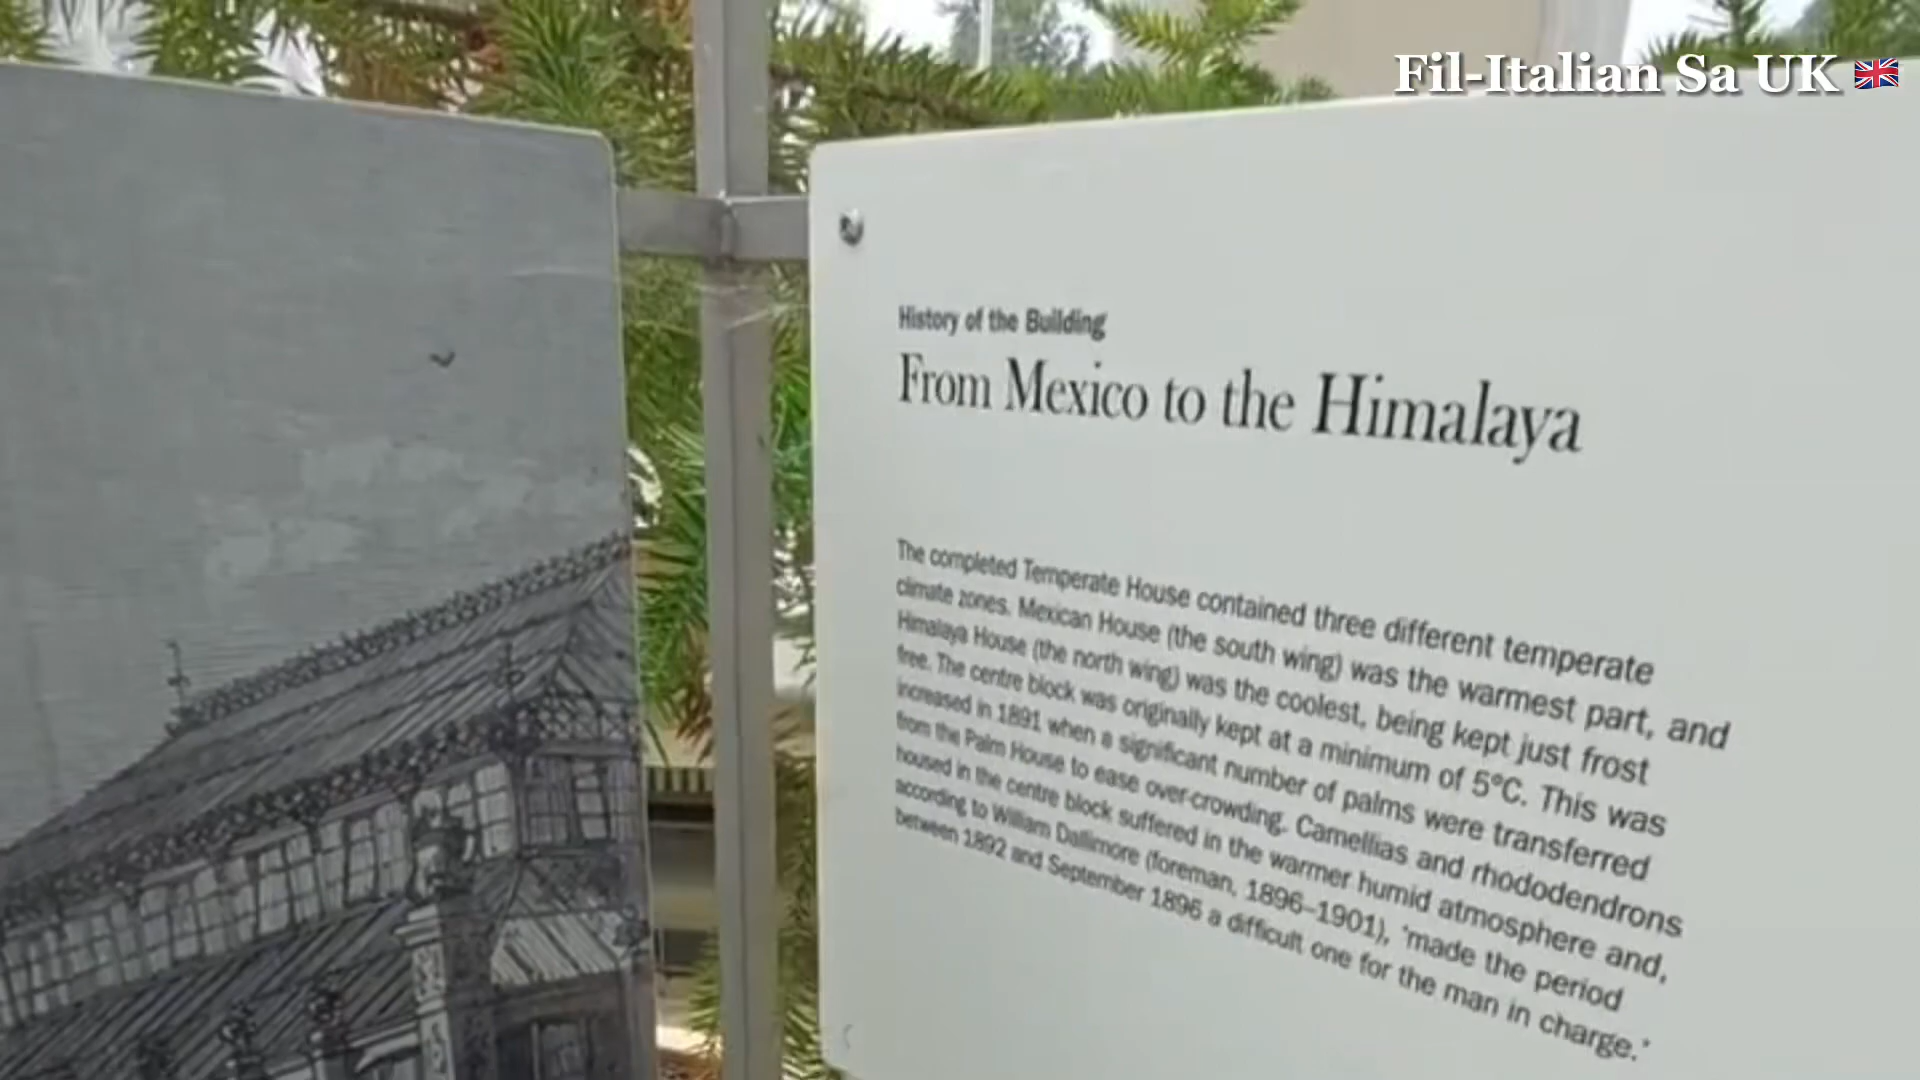 Fil-Italian Sa UK 🇬🇧
History of the Building
From Mexico to the Himalaya
The completed Temperate House contained three different temperate
climate zones. Mexican House (the south wing) was the warmest part, and
Himalaya House (the north wing) was the coolest, being kept just frost
free. The centre block was originally kept at a minimum of 5°C. This was
increased in 1891 when a significant number of palms were transferred
from the Palm House to ease over-crowding. Camellias and rhododendrons
housed in the centre block suffered in the warmer humid atmosphere and,
according to William Dallimore (foreman, 1896–1901), 'made the period
between 1892 and September 1896 a difficult one for the man in charge.'